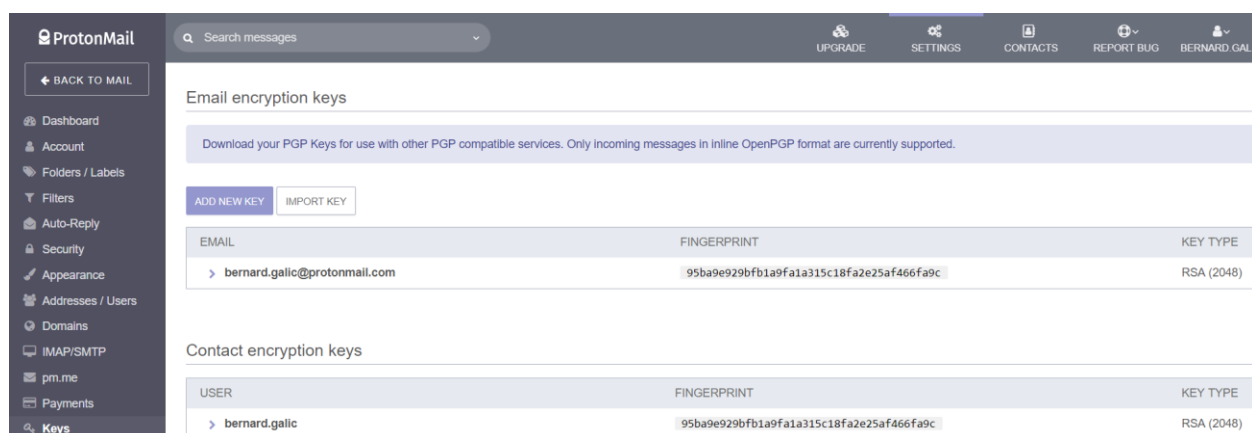 ProtonMail
Search messages
UPGRADE
SETTINGS
CONTACTS
REPORT BUG
BERNARD.GAL
BACK TO MAIL
Dashboard
Account
Folders / Labels
Filters
Auto-Reply
Security
Appearance
Addresses / Users
Domains
IMAP/SMTP
pm.me
Payments
Keys
Email encryption keys
Download your PGP Keys for use with other PGP compatible services. Only incoming messages in inline OpenPGP format are currently supported.
ADD NEW KEY IMPORT KEY
EMAIL FINGERPRINT KEY TYPE
bernard.galic@protonmail.com 95ba9e929bfb1a9fa1a315c18fa2e25af466fa9c RSA (2048)
Contact encryption keys
USER FINGERPRINT KEY TYPE
bernard.galic 95ba9e929bfb1a9fa1a315c18fa2e25af466fa9c RSA (2048)